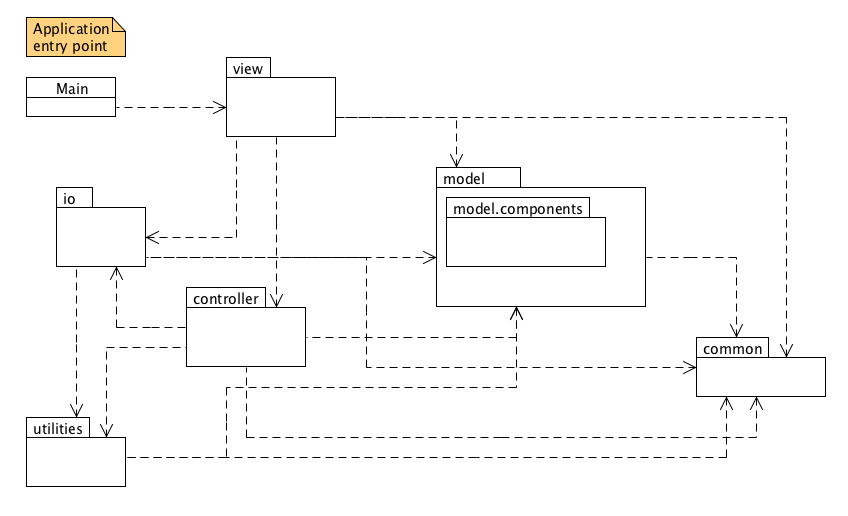 Application
entry point
Main
view
model
model.components
io
controller
common
utilities